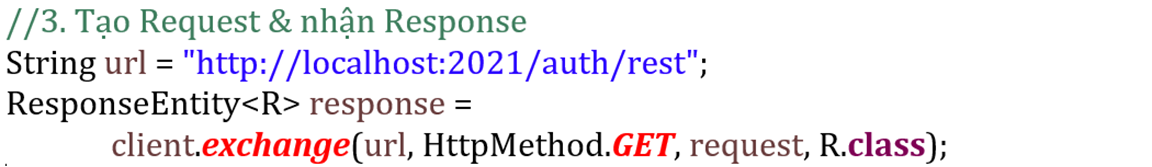 //3. Tạo Request & nhận Response
String url = "http://localhost:2021/auth/rest";
ResponseEntity<R> response =
client.exchange(url, HttpMethod.GET, request, R.class);